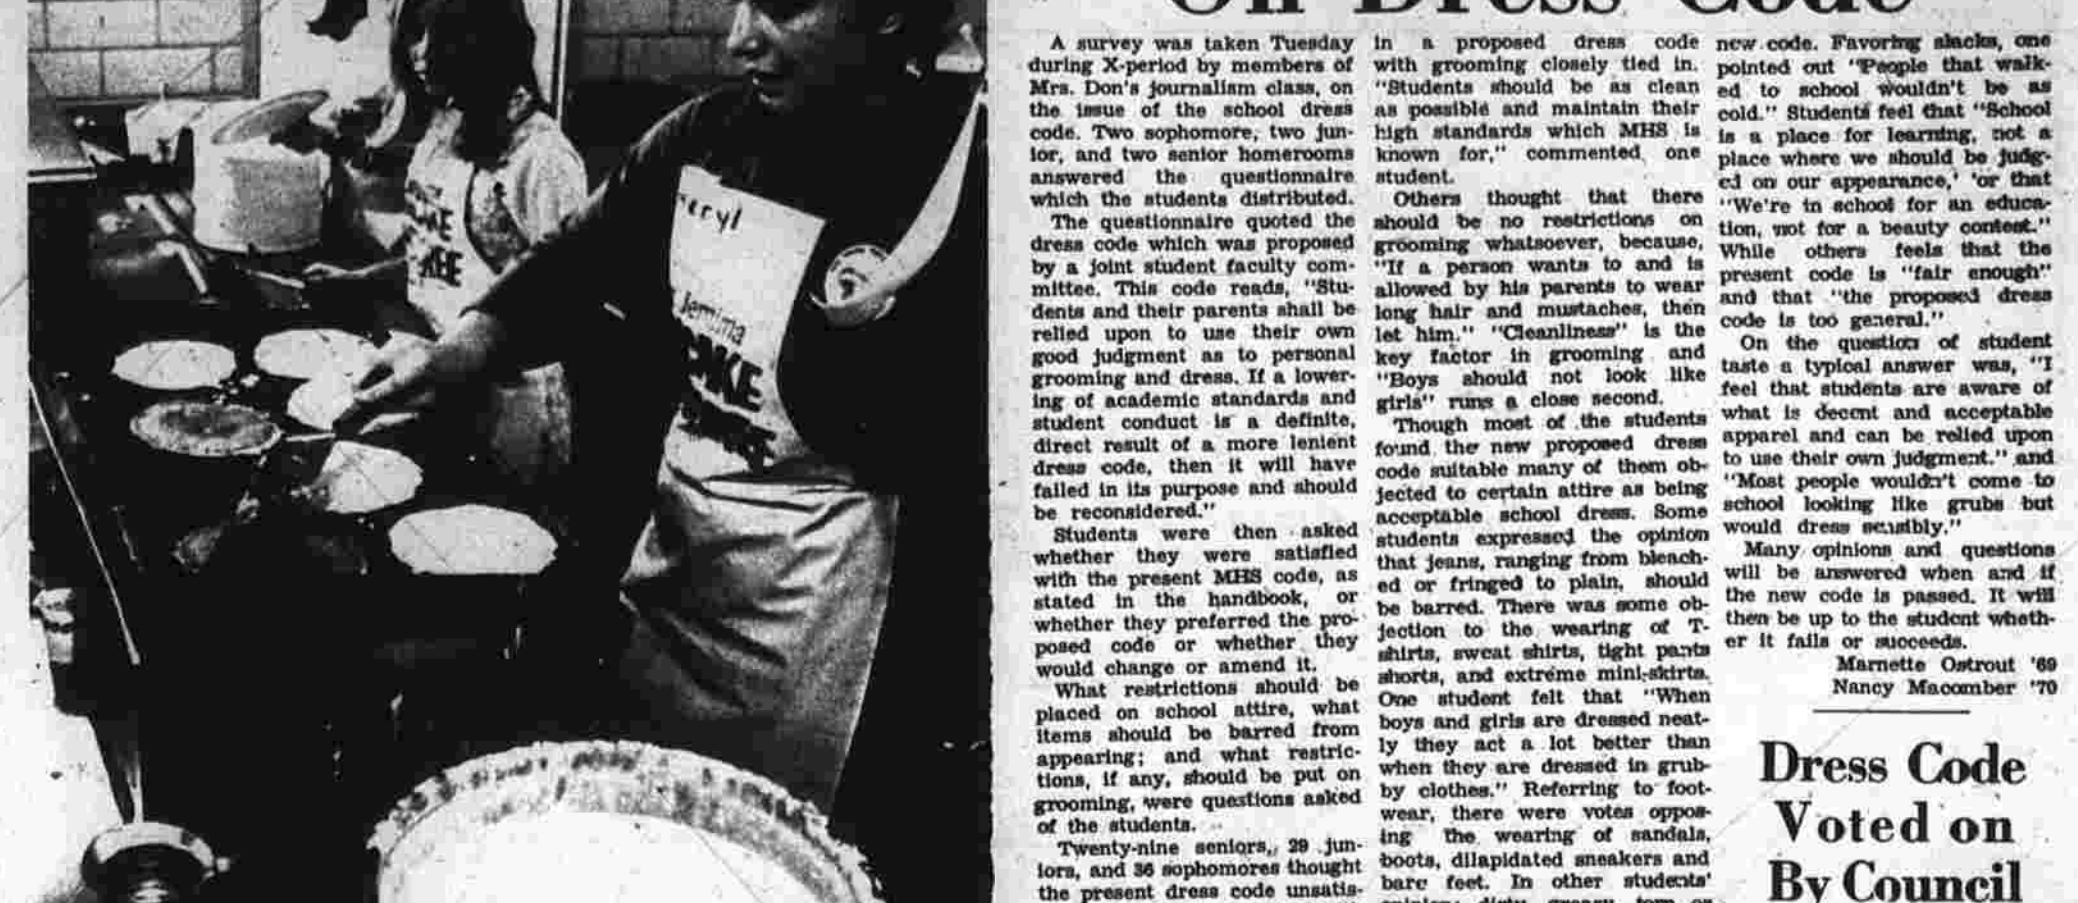 On Dress Code
eryl
Jemima
A survey was taken Tuesday
during X-period by members of
Mrs. Don's journalism class, on
the issue of the school dress
code. Two sophomore, two jun-
ior, and two senior homerooms
answered the questionnaire
which the students distributed.
The questionnaire quoted the
dress code which was proposed
by a joint student faculty com-
mittee. This code reads, "Stu-
dents and their parents shall be
relied upon to use their own
good judgment as to personal
grooming and dress. If a lower-
ing of academic standards and
student conduct is a definite,
direct result of a more lenient
dress code, then it will have
failed in its purpose and should
be reconsidered."
Students were then asked
whether they were satisfied
with the present MHS code, as
stated in the handbook, or
whether they preferred the pro-
posed code or whether they
would change or amend it.
What restrictions should be
placed on school attire, what
items should be barred from
appearing; and what restric-
tions, if any, should be put on
grooming, were questions asked
of the students.
Twenty-nine seniors, 29 jun-
iors, and 36 sophomores thought
the present dress code unsatis-
in a proposed dress code
with grooming closely tied in.
"Students should be as clean
as possible and maintain their
high standards which MHS is
known for," commented one
student.
Others thought that there
should be no restrictions on
grooming whatsoever, because,
"If a person wants to and is
allowed by his parents to wear
long hair and mustaches, then
let him." "Cleanliness" is the
key factor in grooming and
"Boys should not look like
girls" runs a close second.
Though most of the students
found the new proposed dress
code suitable many of them ob-
jected to certain attire as being
acceptable school dress. Some
students expressed the opinion
that jeans, ranging from bleach-
ed or fringed to plain, should
be barred. There was some ob-
jection to the wearing of T-
shirts, sweat shirts, tight pants
shorts, and extreme mini-skirts.
One student felt that "When
boys and girls are dressed neat-
ly they act a lot better than
when they are dressed in grub-
by clothes." Referring to foot-
wear, there were votes oppos-
ing the wearing of sandals,
boots, dilapidated sneakers and
bare feet. In other students'
new code. Favoring slacks, one
pointed out "People that walk-
ed to school wouldn't be as
cold." Students feel that "School
is a place for learning, not a
place where we should be judg-
ed on our appearance,' 'or that
"We're in school for an educa-
tion, not for a beauty contest."
While others feels that the
present code is "fair enough"
and that "the proposed dress
code is too general."
On the question of student
taste a typical answer was, "I
feel that students are aware of
what is decent and acceptable
apparel and can be relied upon
to use their own judgment." and
"Most people wouldn't come to
school looking like grubs but
would dress sensibly."
Many opinions and questions
will be answered when and if
the new code is passed. It will
then be up to the student wheth-
er it fails or succeeds.
Marnette Ostrout '69
Nancy Macomber '70
Dress Code
Voted on
By Council